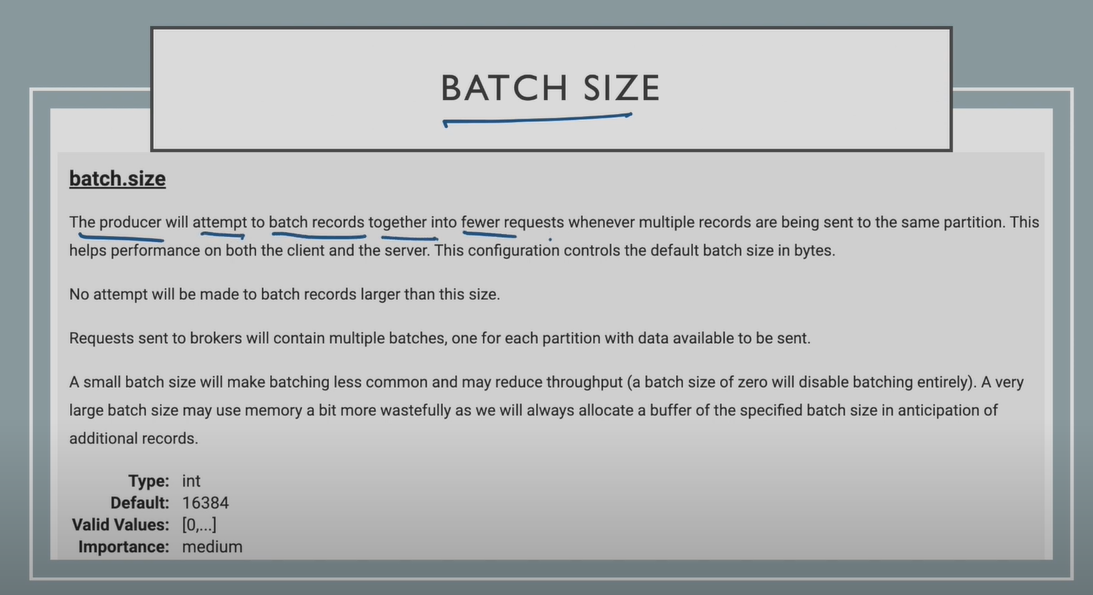 BATCH SIZE
batch.size
The producer will attempt to batch records together into fewer requests whenever multiple records are being sent to the same partition. This
helps performance on both the client and the server. This configuration controls the default batch size in bytes.
No attempt will be made to batch records larger than this size.
Requests sent to brokers will contain multiple batches, one for each partition with data available to be sent.
A small batch size will make batching less common and may reduce throughput (a batch size of zero will disable batching entirely). A very
large batch size may use memory a bit more wastefully as we will always allocate a buffer of the specified batch size in anticipation of
additional records.
Type: int
Default: 16384
Valid Values: [0,...]
Importance: medium